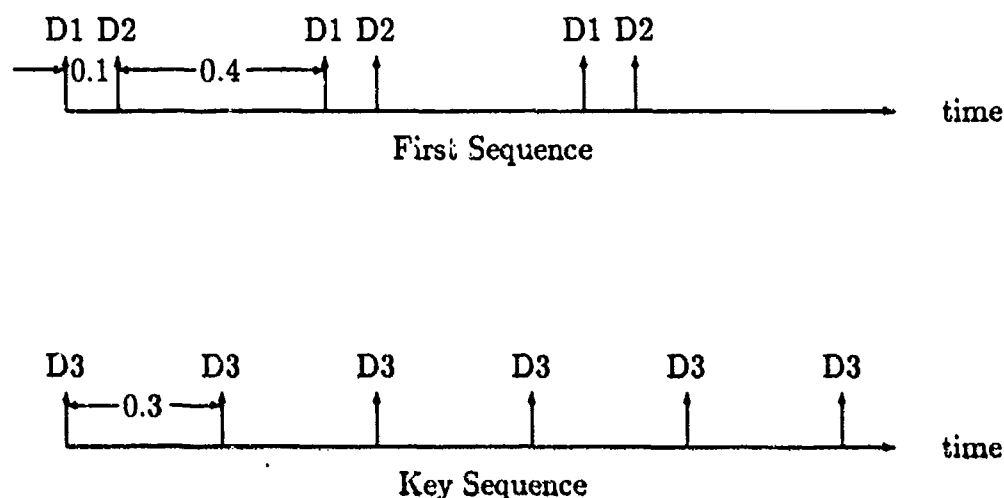 D1 D2 D1 D2 D1 D2
0.1 0.4
time
First Sequence
D3 D3 D3 D3 D3 D3
0.3
time
Key Sequence